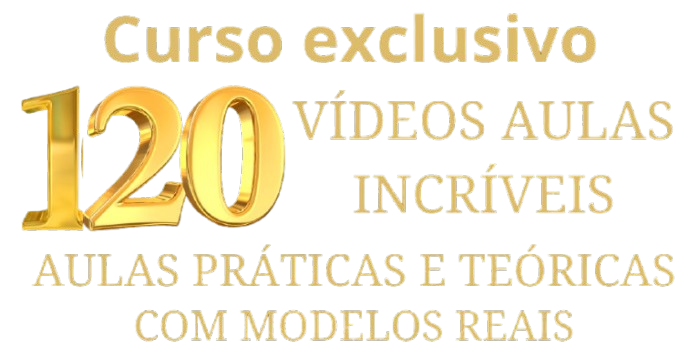 Curso exclusivo
120 VÍDEOS AULAS
INCRÍVEIS
AULAS PRÁTICAS E TEÓRICAS
COM MODELOS REAIS